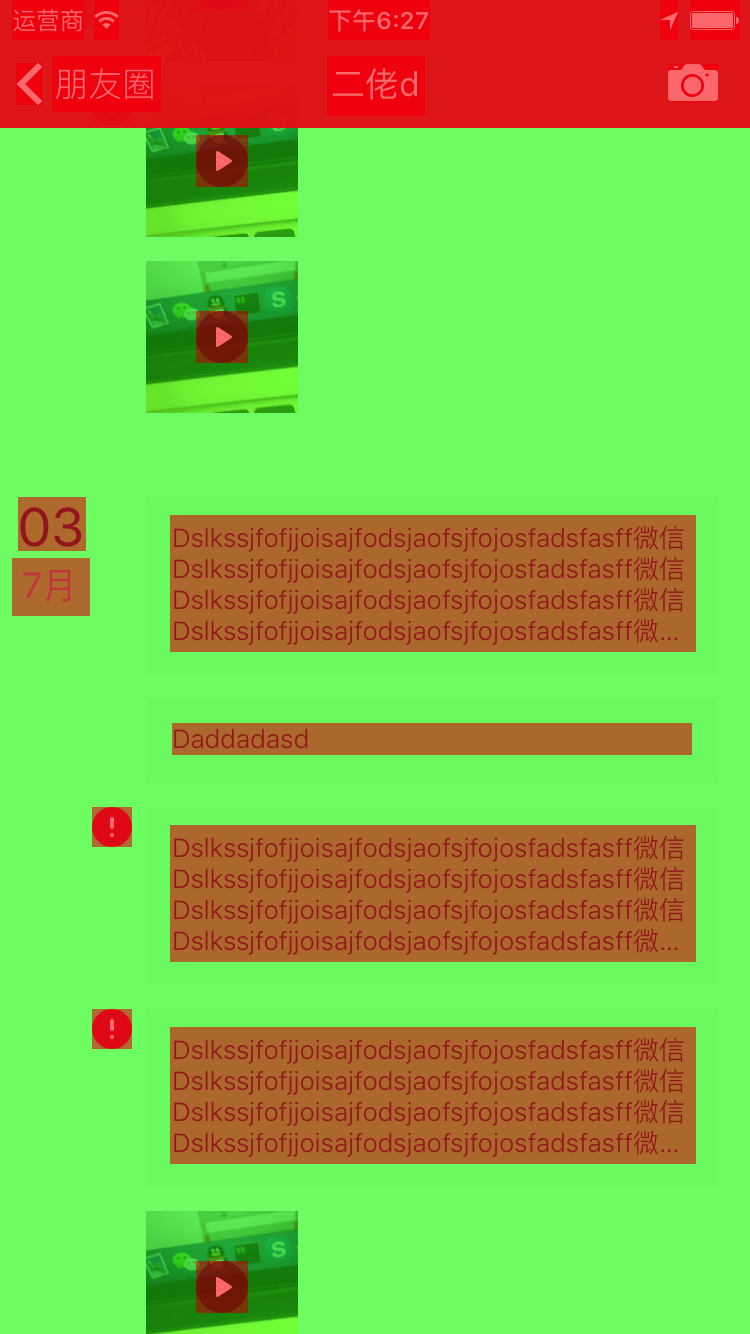 运营商 下午6:27
朋友圈 二佬d
S
03
7月
Dslkssjfofjjoisajfodsjaofsjfojosfadsfasff微信
Dslkssjfofjjoisajfodsjaofsjfojosfadsfasff微信
Dslkssjfofjjoisajfodsjaofsjfojosfadsfasff微信
Dslkssjfofjjoisajfodsjaofsjfojosfadsfasff微...
Daddadasd
Dslkssjfofjjoisajfodsjaofsjfojosfadsfasff微信
Dslkssjfofjjoisajfodsjaofsjfojosfadsfasff微信
Dslkssjfofjjoisajfodsjaofsjfojosfadsfasff微信
Dslkssjfofjjoisajfodsjaofsjfojosfadsfasff微...
Dslkssjfofjjoisajfodsjaofsjfojosfadsfasff微信
Dslkssjfofjjoisajfodsjaofsjfojosfadsfasff微信
Dslkssjfofjjoisajfodsjaofsjfojosfadsfasff微信
Dslkssjfofjjoisajfodsjaofsjfojosfadsfasff微...
S